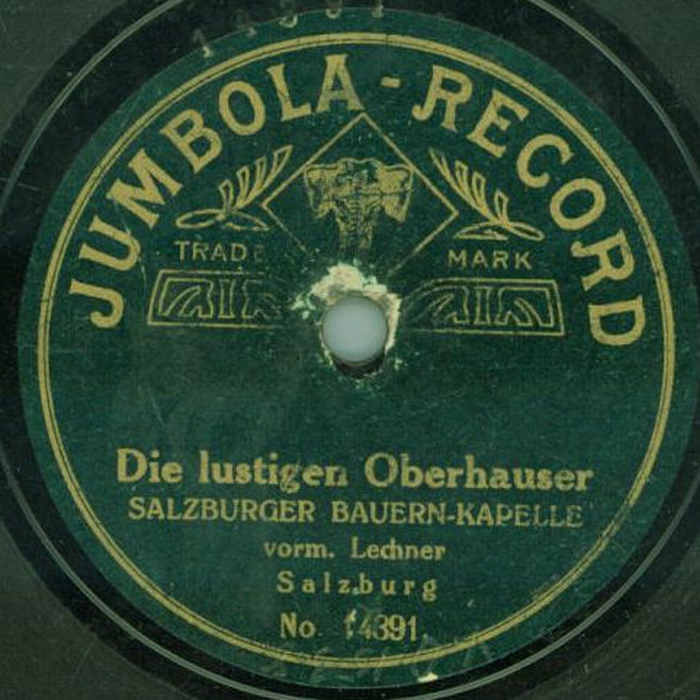 JUMBOLA-RECORD
TRADE MARK
Die lustigen Oberhauser
SALZBURGER BAUERN-KAPELLE
vorm. Lechner
Salzburg
No 14391